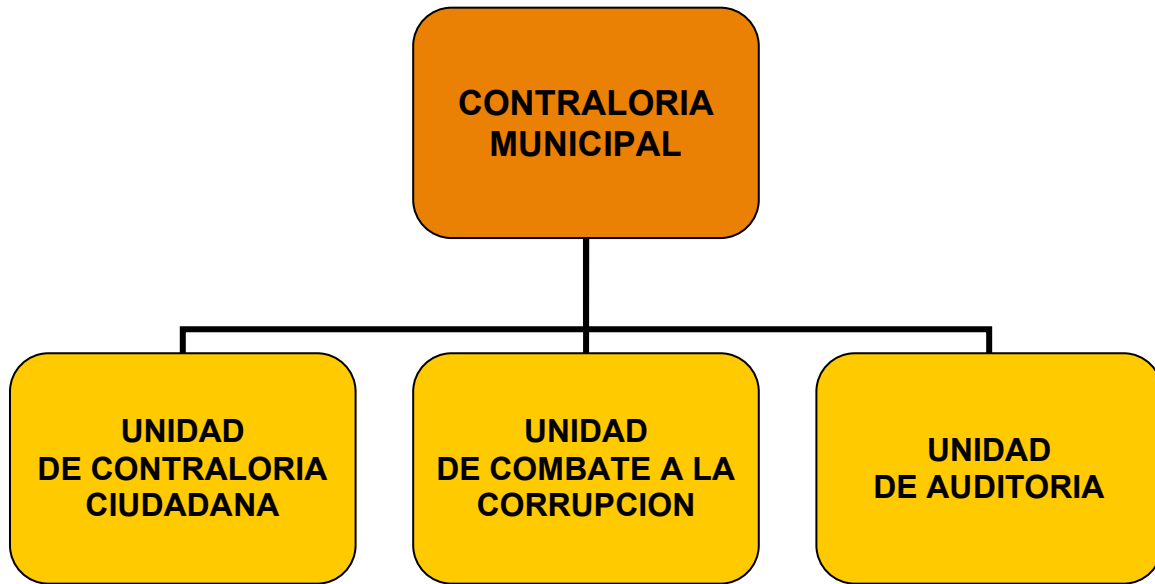 CONTRALORIA
MUNICIPAL
UNIDAD
DE CONTRALORIA
CIUDADANA
UNIDAD
DE COMBATE A LA
CORRUPCION
UNIDAD
DE AUDITORIA